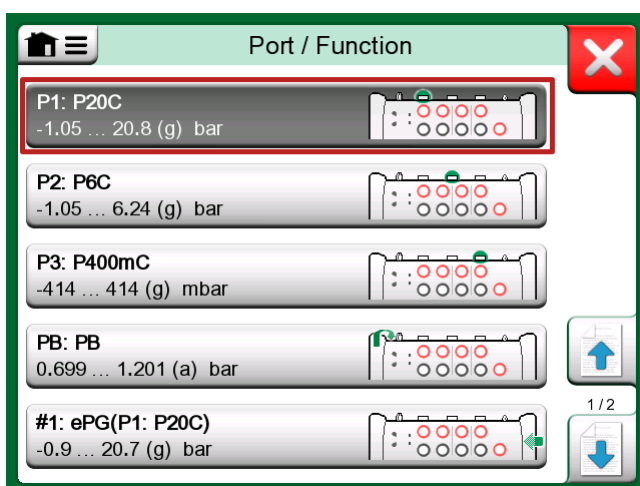 Port / Function
P1: P20C
-1.05 ... 20.8 (g) bar
P2: P6C
-1.05 ... 6.24 (g) bar
P3: P400mC
-414 ... 414 (g) mbar
PB: PB
0.699 ... 1.201 (a) bar
1/2
#1: ePG(P1: P20C)
-0.9 ... 20.7 (g) bar